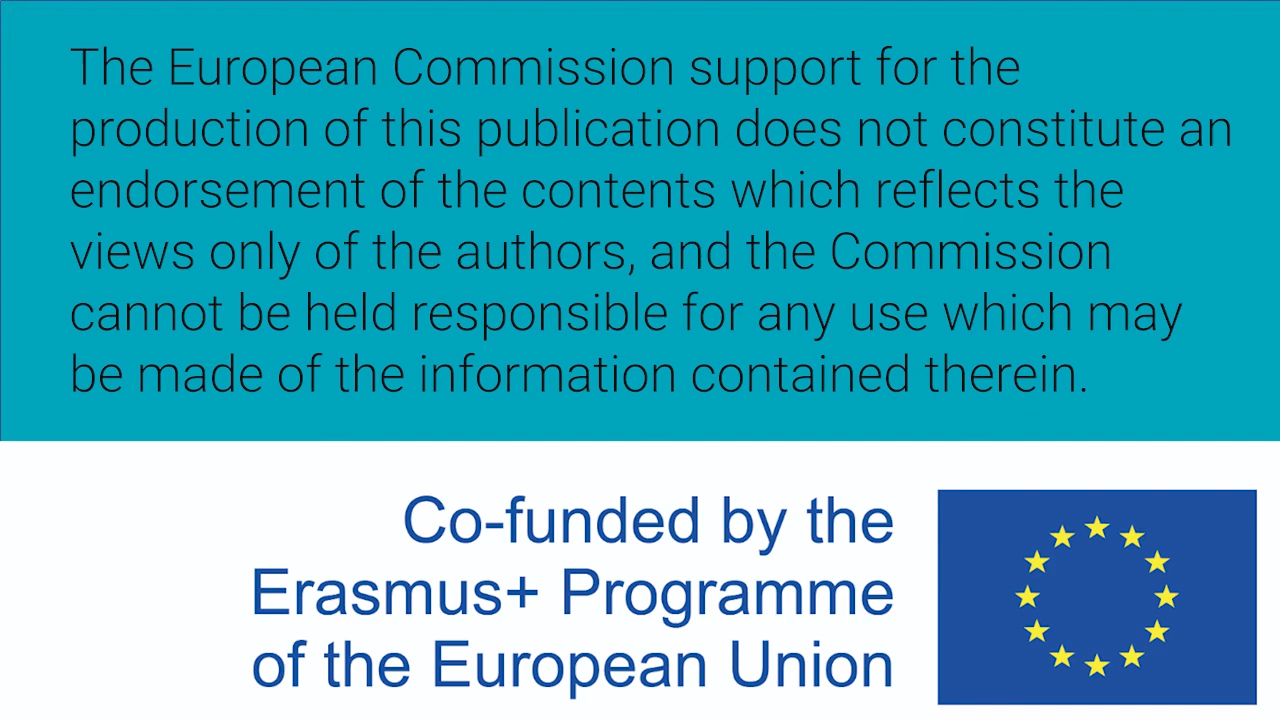 The European Commission support for the
production of this publication does not constitute an
endorsement of the contents which reflects the
views only of the authors, and the Commission
cannot be held responsible for any use which may
be made of the information contained therein.
Co-funded by the
Erasmus+ Programme
of the European Union